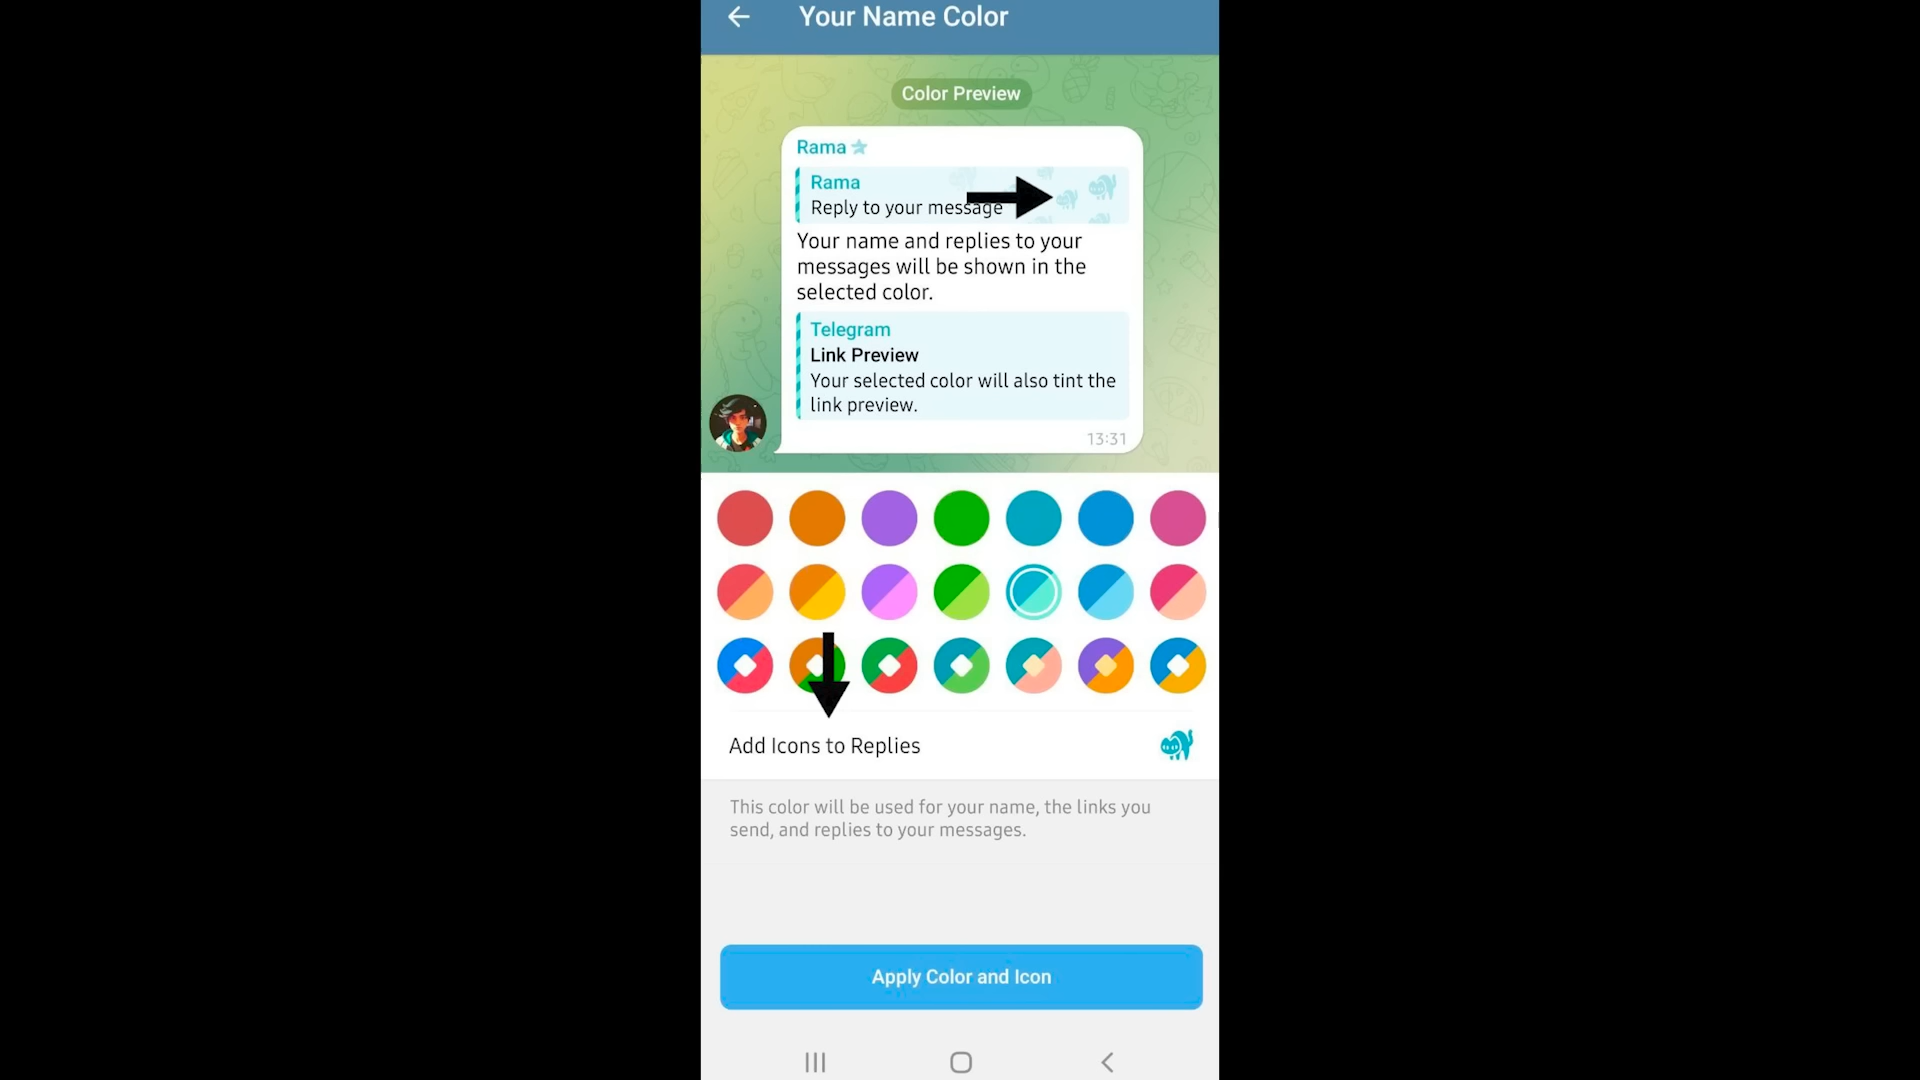 Your Name Color
Color Preview
Rama
Rama
Reply to your message
Your name and replies to your
messages will be shown in the
selected color.
Telegram
Link Preview
Your selected color will also tint the
link preview.
13:31
Add Icons to Replies
This color will be used for your name, the links you
send, and replies to your messages.
Apply Color and Icon